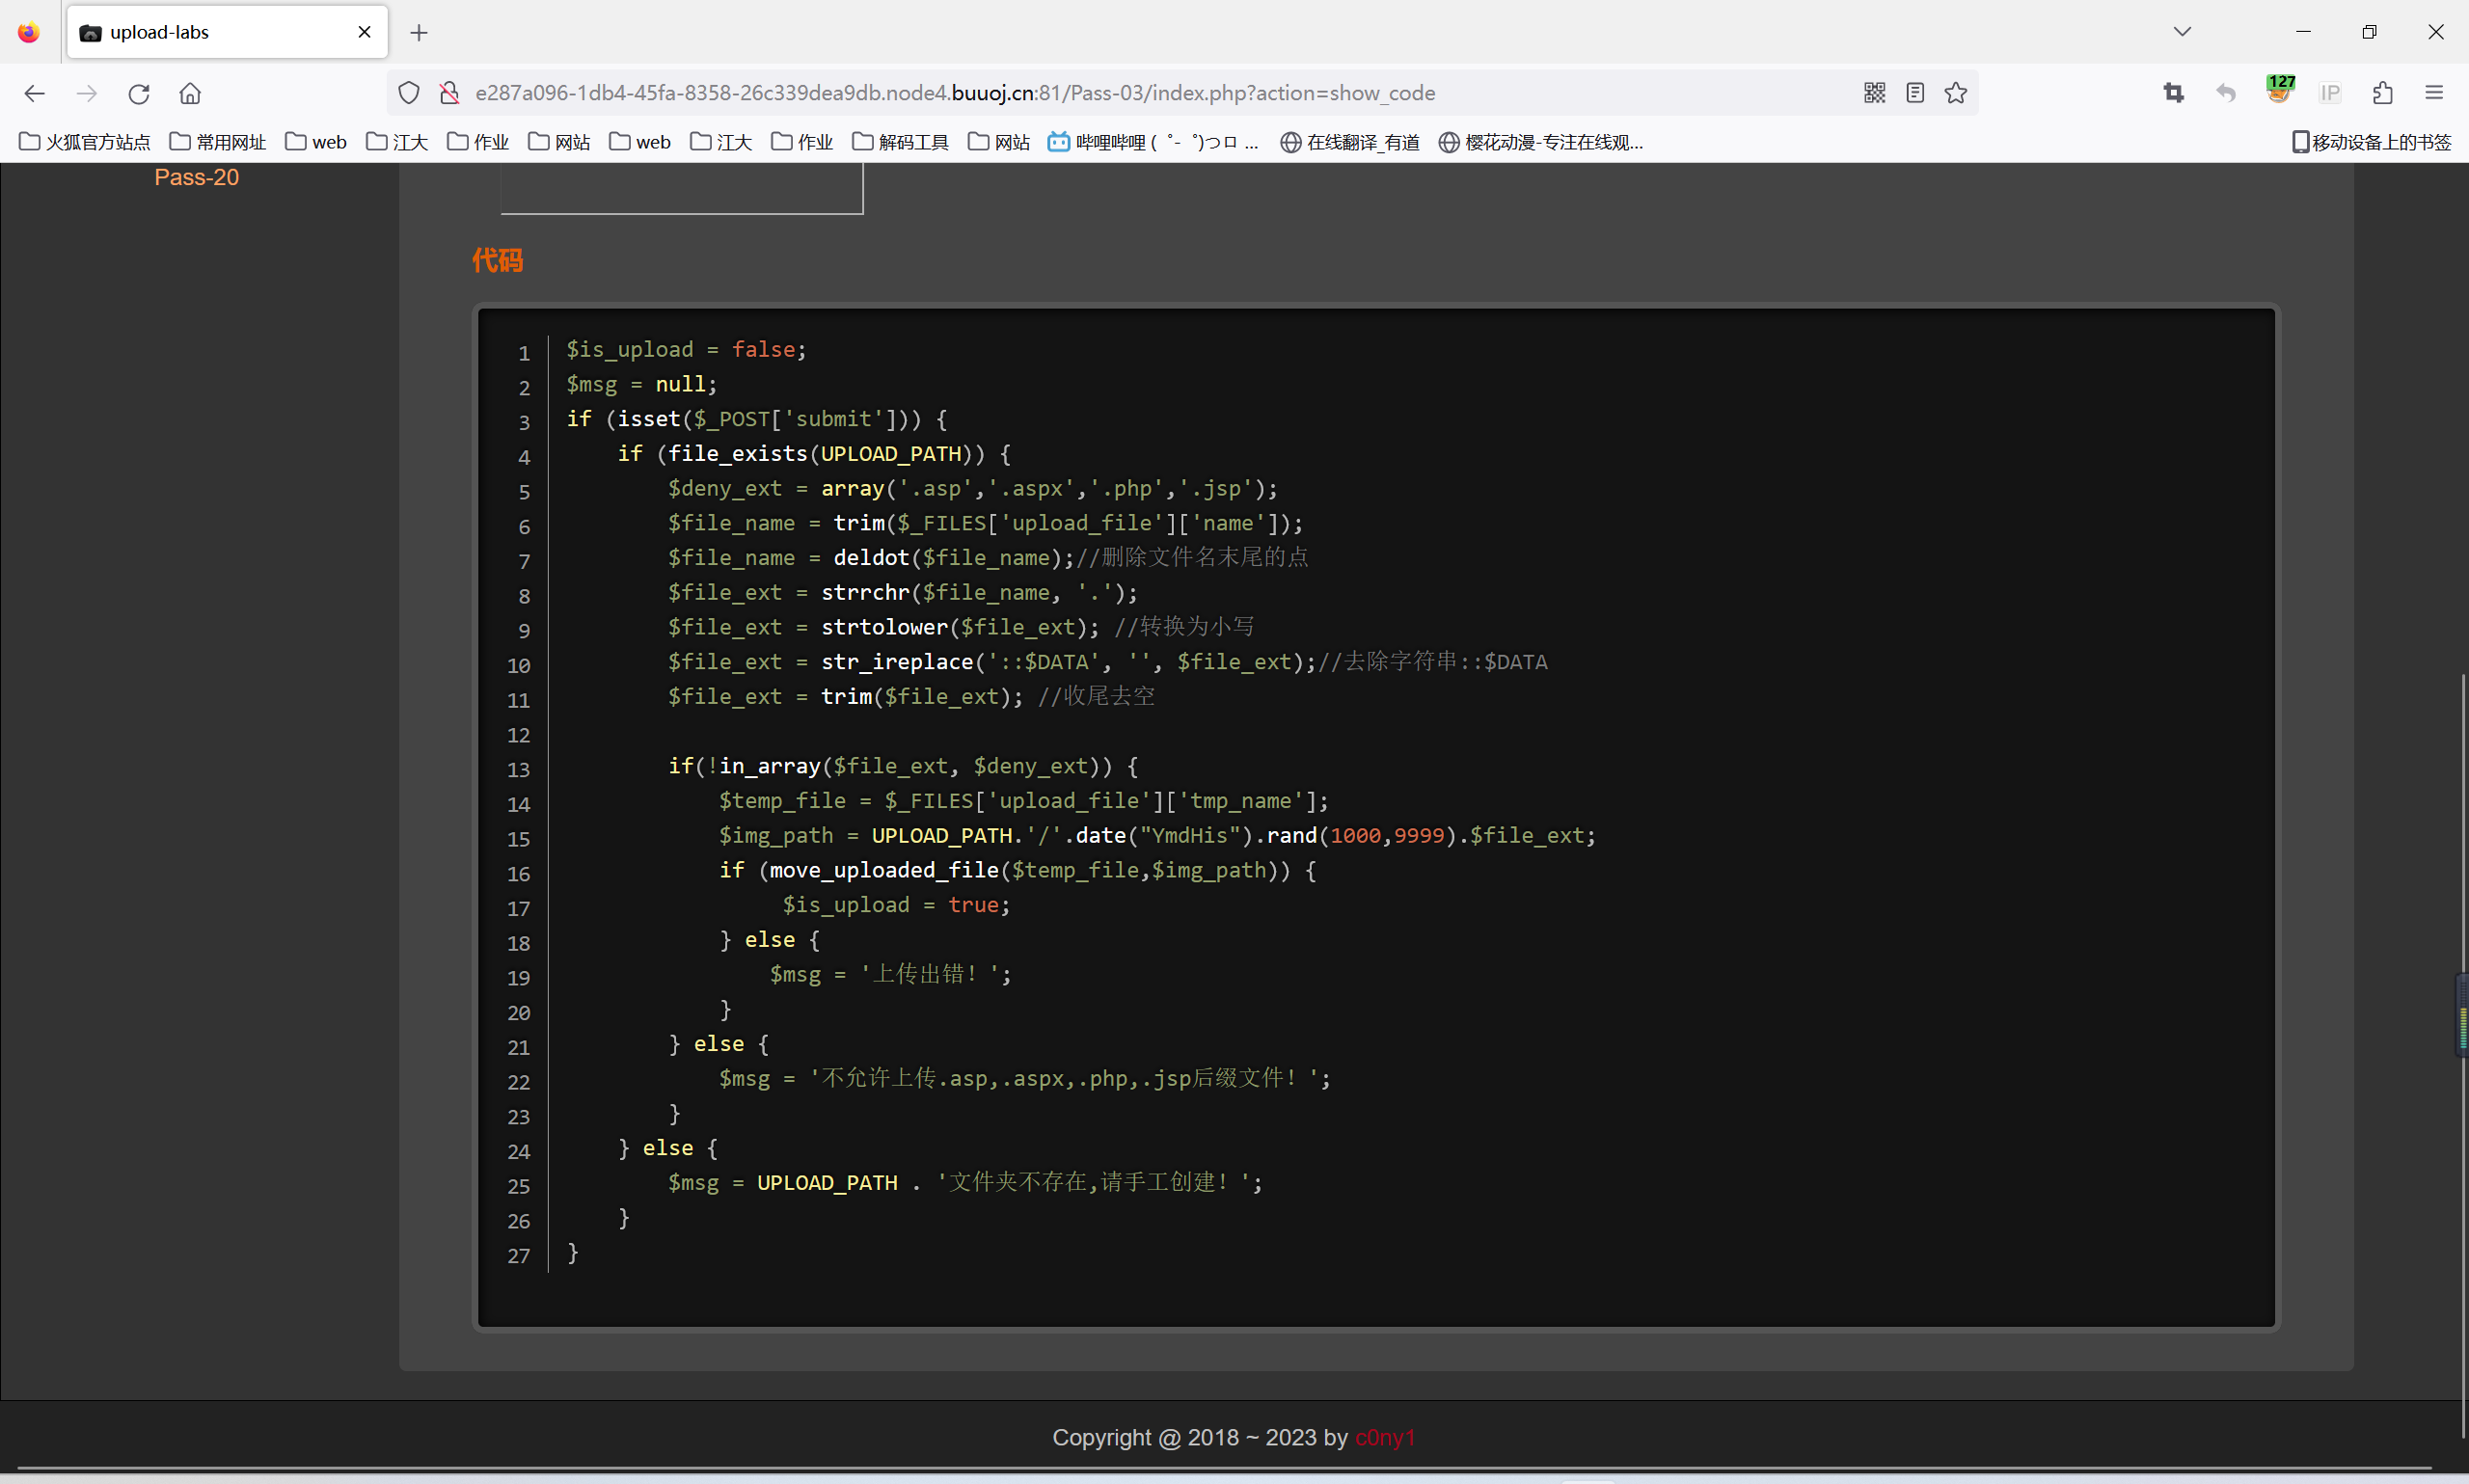 upload-labs
e287a096-1db4-45fa-8358-26c339dea9db.node4.buuoj.cn:81/Pass-03/index.php?action=show_code
127
IP
火狐官方站点 常用网址 web 江大 作业 网站 web 江大 作业 解码工具 网站 哔哩哔哩 ( ゜- ゜)つロ ... 在线翻译_有道 樱花动漫-专注在线观... 移动设备上的书签
Pass-20
代码
1 $is_upload = false;
2 $msg = null;
3 if (isset($_POST['submit'])) {
4     if (file_exists(UPLOAD_PATH)) {
5         $deny_ext = array('.asp','.aspx','.php','.jsp');
6         $file_name = trim($_FILES['upload_file']['name']);
7         $file_name = deldot($file_name);//删除文件名末尾的点
8         $file_ext = strrchr($file_name, '.');
9         $file_ext = strtolower($file_ext); //转换为小写
10         $file_ext = str_ireplace('::$DATA', '', $file_ext);//去除字符串::$DATA
11         $file_ext = trim($file_ext); //收尾去空
12
13         if(!in_array($file_ext, $deny_ext)) {
14             $temp_file = $_FILES['upload_file']['tmp_name'];
15             $img_path = UPLOAD_PATH.'/'.date("YmdHis").rand(1000,9999).$file_ext;
16             if (move_uploaded_file($temp_file,$img_path)) {
17                  $is_upload = true;
18             } else {
19                 $msg = '上传出错！';
20             }
21         } else {
22             $msg = '不允许上传.asp,.aspx,.php,.jsp后缀文件！';
23         }
24     } else {
25         $msg = UPLOAD_PATH . '文件夹不存在,请手工创建！';
26     }
27 }
Copyright @ 2018 ~ 2023 by c0ny1